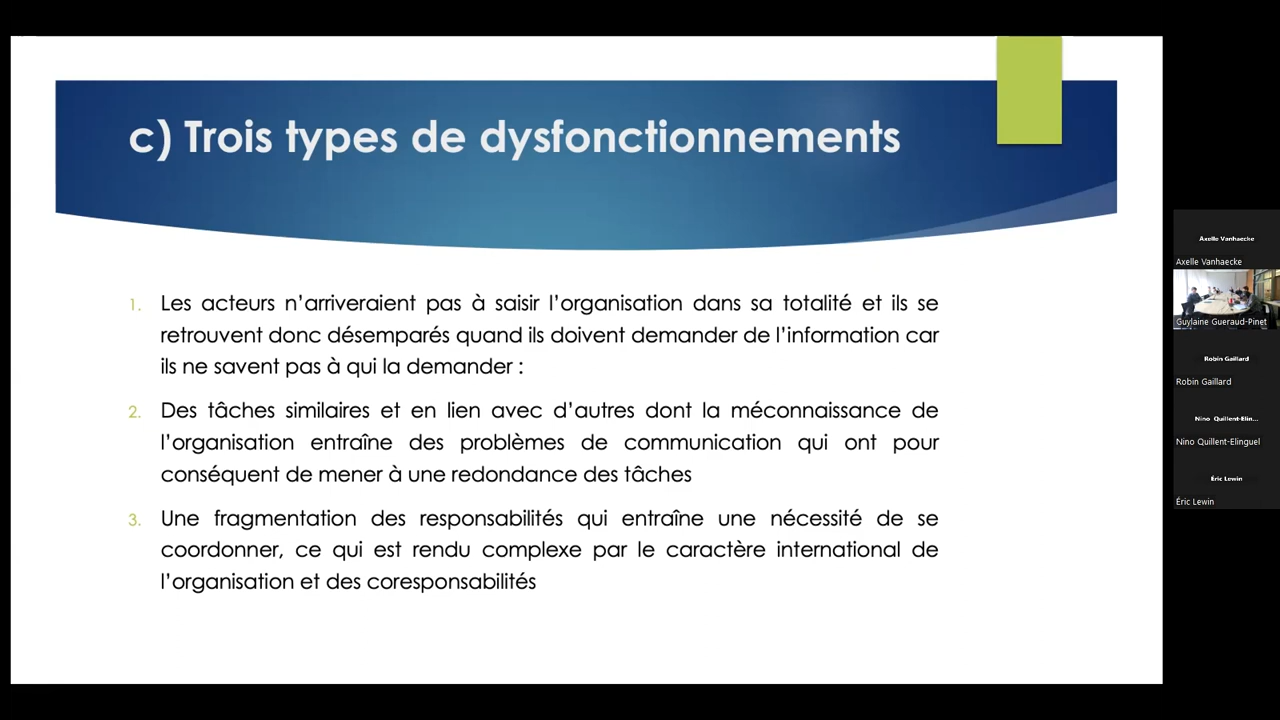 c) Trois types de dysfonctionnements
1. Les acteurs n’arriveraient pas à saisir l’organisation dans sa totalité et ils se
retrouvent donc désemparés quand ils doivent demander de l’information car
ils ne savent pas à qui la demander :
2. Des tâches similaires et en lien avec d’autres dont la méconnaissance de
l’organisation entraîne des problèmes de communication qui ont pour
conséquent de mener à une redondance des tâches
3. Une fragmentation des responsabilités qui entraîne une nécessité de se
coordonner, ce qui est rendu complexe par le caractère international de
l’organisation et des coresponsabilités
Axelle Vanhaecke
Axelle Vanhaecke
Guylaine Gueraud-Pinet
Robin Gaillard
Robin Gaillard
Nino Quillent-Elin...
Nino Quillent-Elinguel
Éric Lewin
Éric Lewin